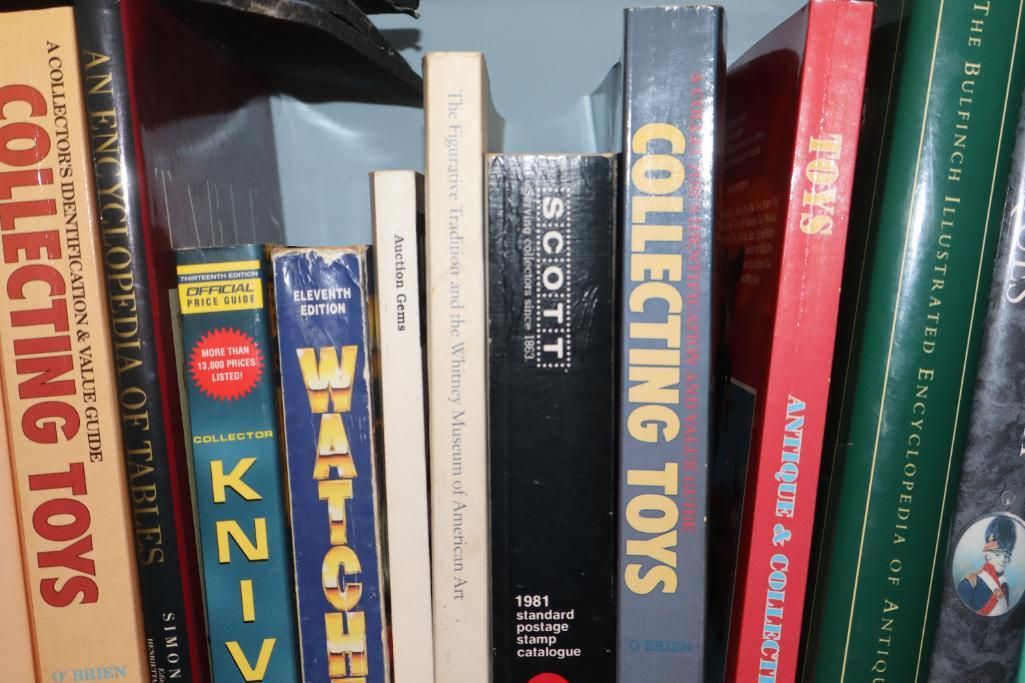 A COLLECTOR'S IDENTIFICATION & VALUE GUIDE
COLLECTING TOYS
O'BRIEN
AN ENCYCLOPEDIA OF TABLES
SIMON
THIRTEENTH EDITION
OFFICIAL
PRICE GUIDE
MORE THAN
13,000 PRICES
LISTED!
COLLECTOR
KNIV
ELEVENTH
EDITION
WATCH
Auction Gems
The Figurative Tradition and the Whitney Museum of American Art
SCOTT
Serving collectors since 1863.
1981
standard
postage
stamp
catalogue
COLLECTING TOYS
O'BRIEN
TOYS
ANTIQUE & COLLECTI
THE BULFINCH ILLUSTRATED ENCYCLOPEDIA OF ANTIQU